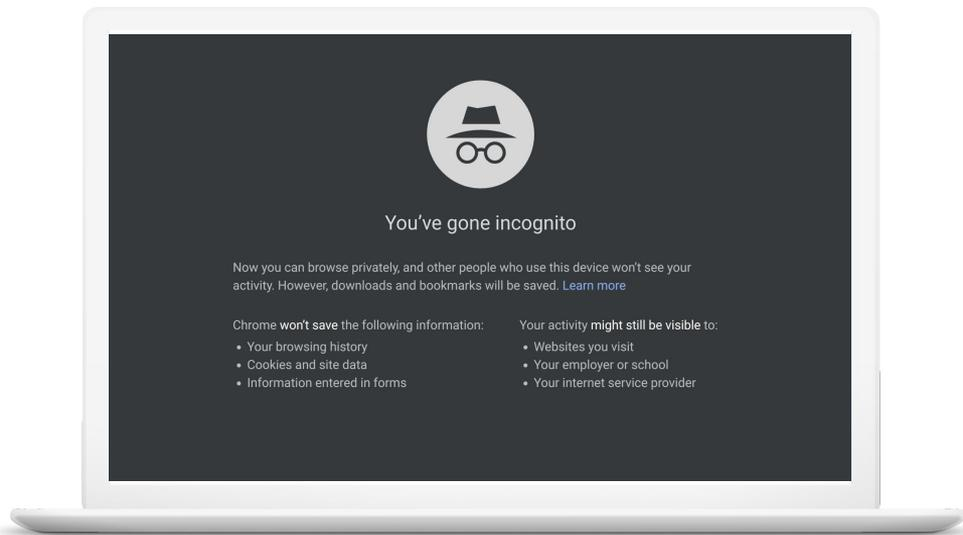 You've gone incognito
Now you can browse privately, and other people who use this device won't see your
activity. However, downloads and bookmarks will be saved. Learn more
Chrome won't save the following information:
• Your browsing history
• Cookies and site data
• Information entered in forms
Your activity might still be visible to:
• Websites you visit
• Your employer or school
• Your internet service provider